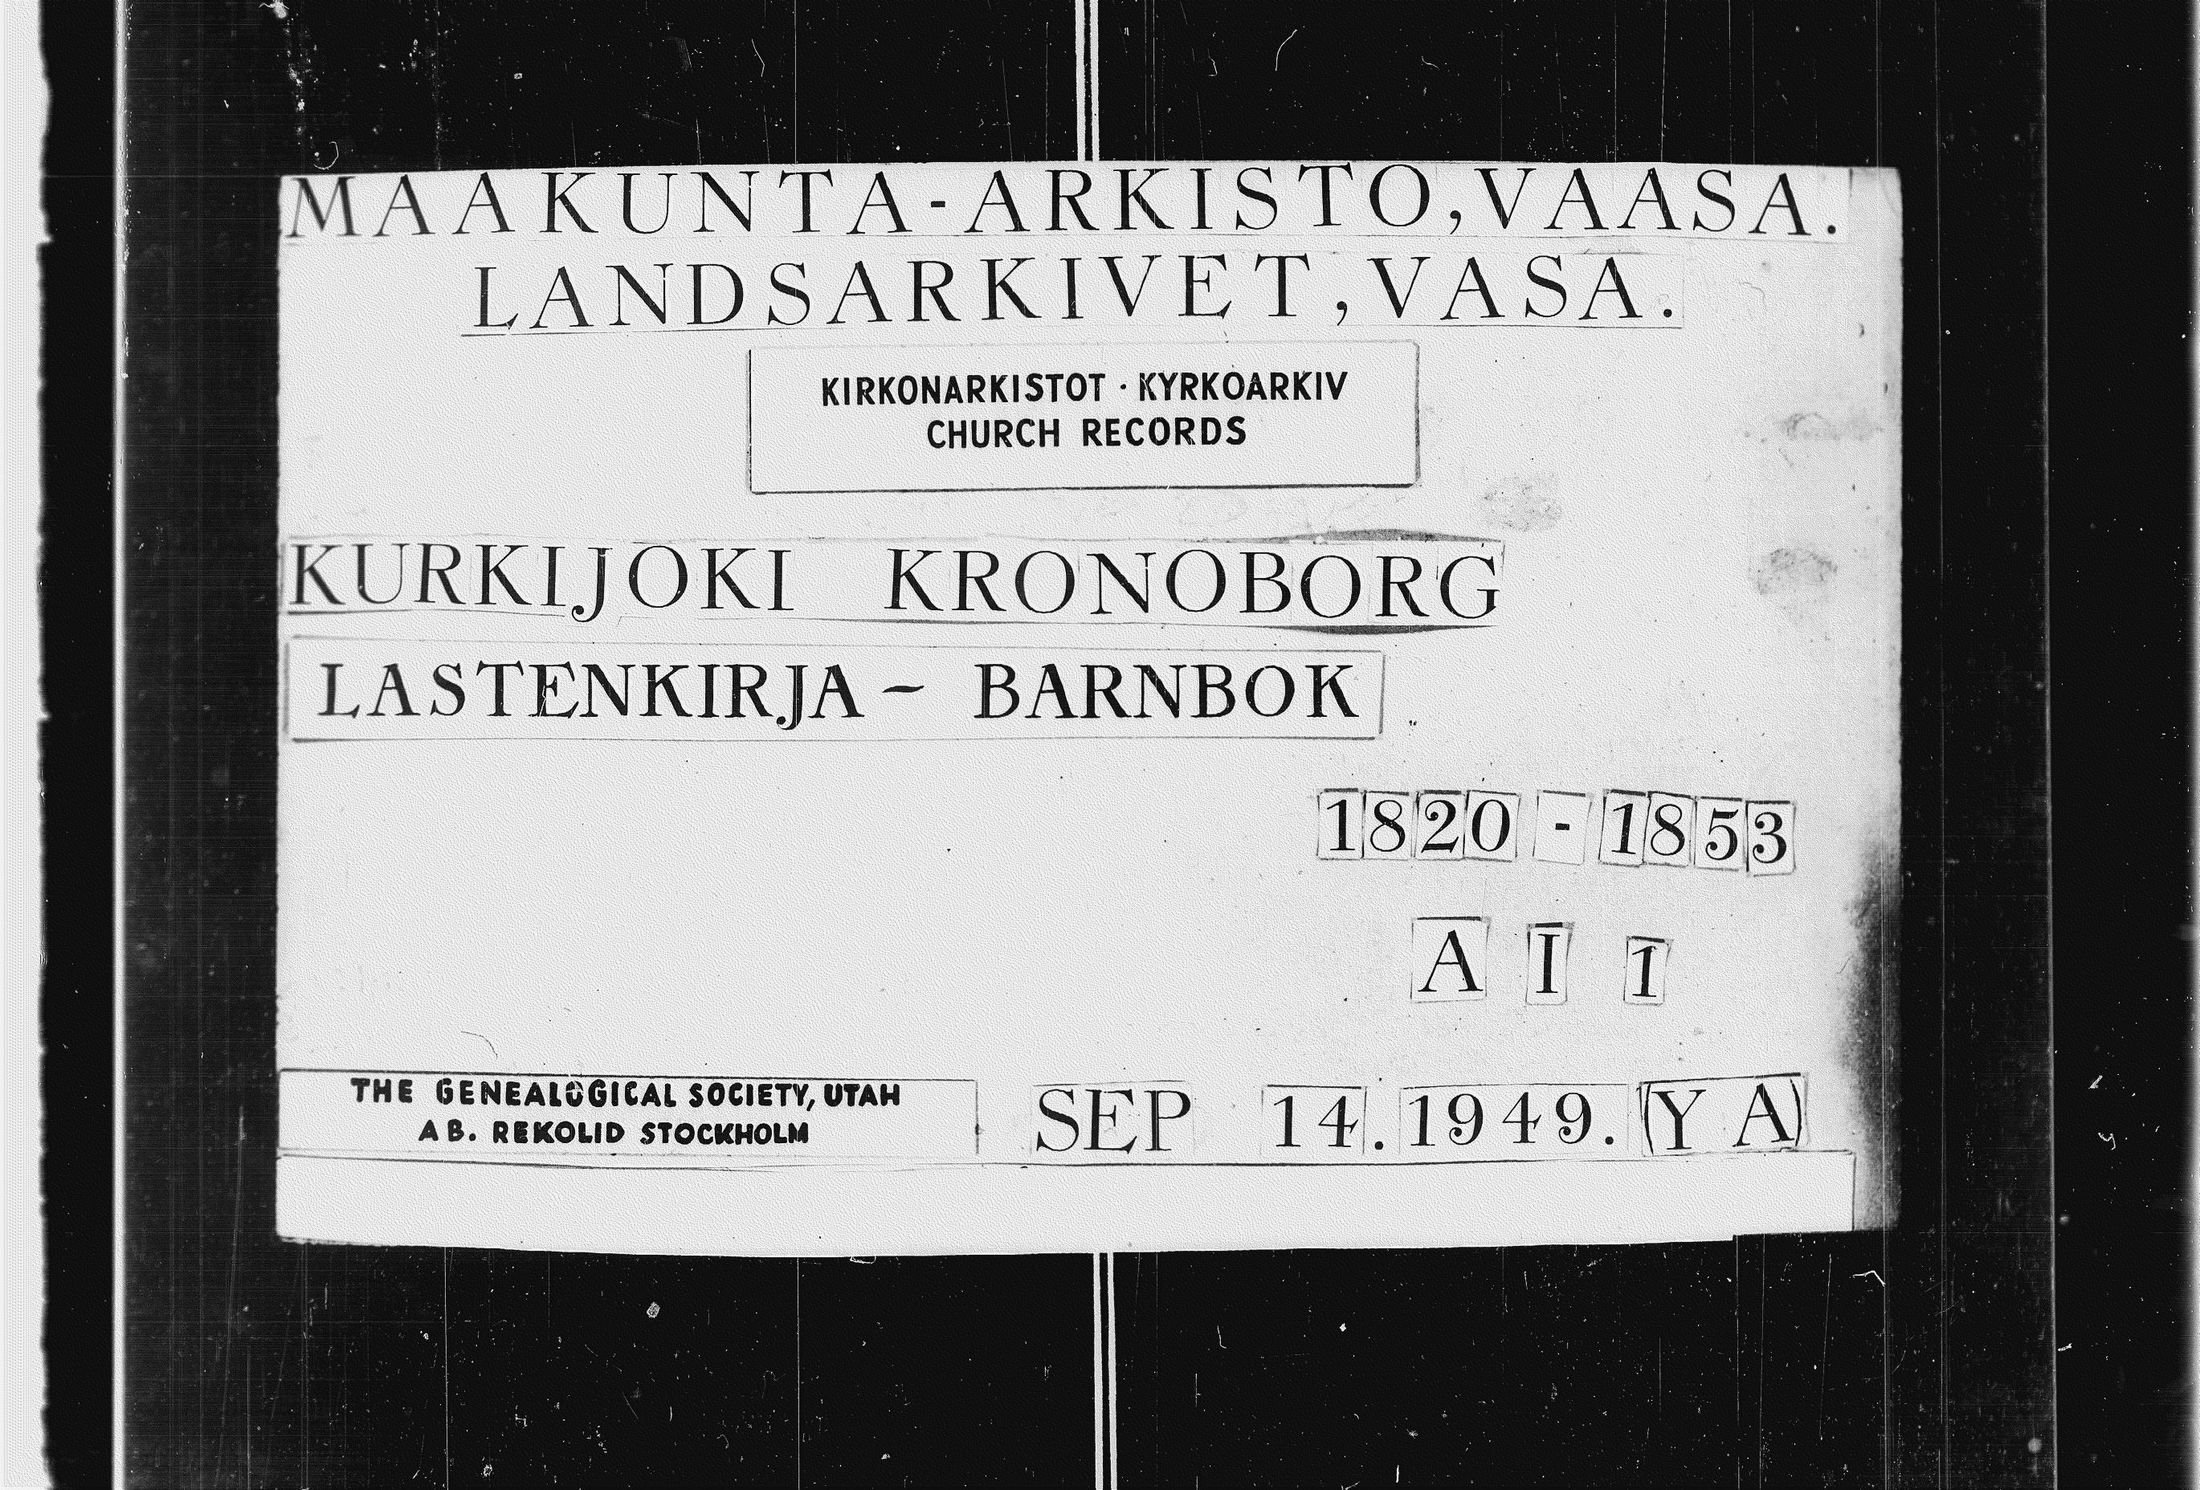 MAAKUNTA-ARKISTO,VAASA.
LANDSARKIVET,VASA.
KIRKONARKISTOT · KYRKOARKIV
CHURCH RECORDS
KURKIJOKI KRONOBORG
LASTENKIRJA - BARNBOK
1820 - 1853
A I 1
THE GENEALOGICAL SOCIETY, UTAH
AB. REKOLID STOCKHOLM
SEP 14.1949.(Y A)